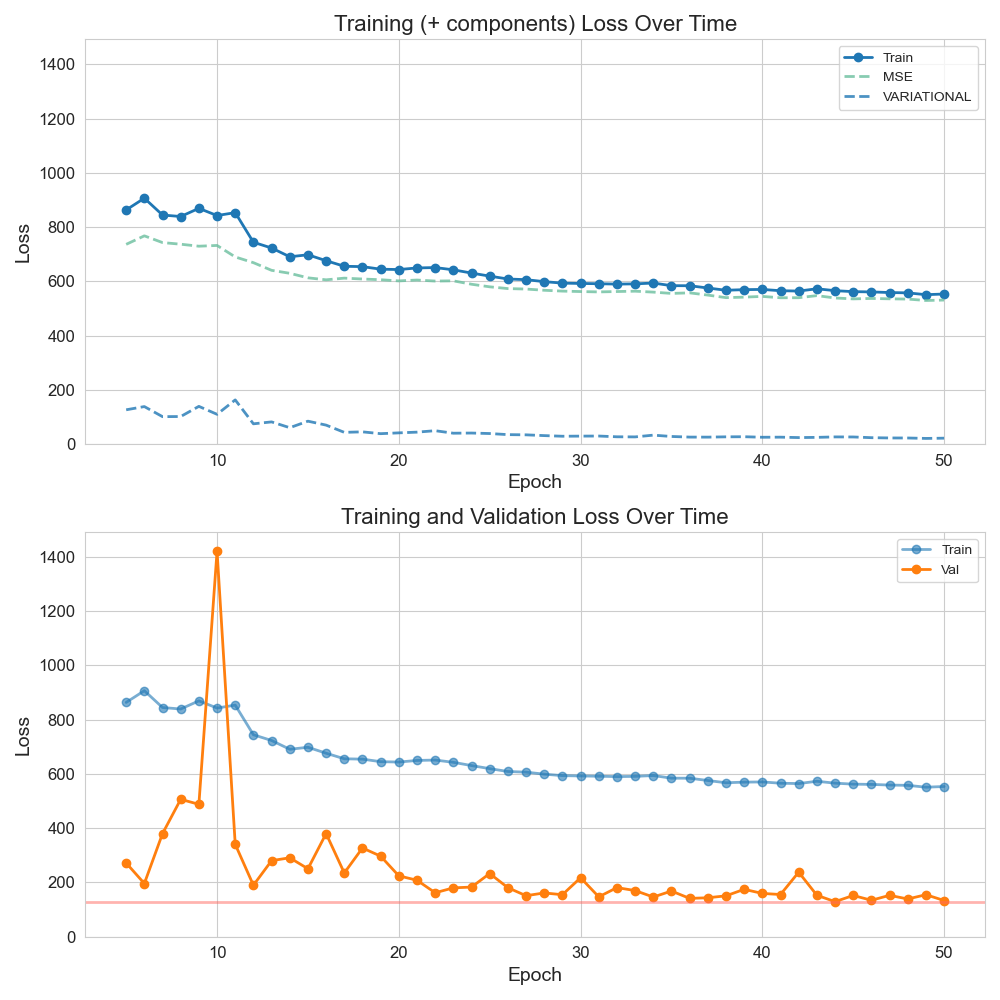 Training (+ components) Loss Over Time
1400
1200
1000
800
600
400
200
0
Loss
Train
MSE
VARIATIONAL
10 20 30 40 50
Epoch
Training and Validation Loss Over Time
1400
1200
1000
800
600
400
200
0
Loss
Train
Val
10 20 30 40 50
Epoch